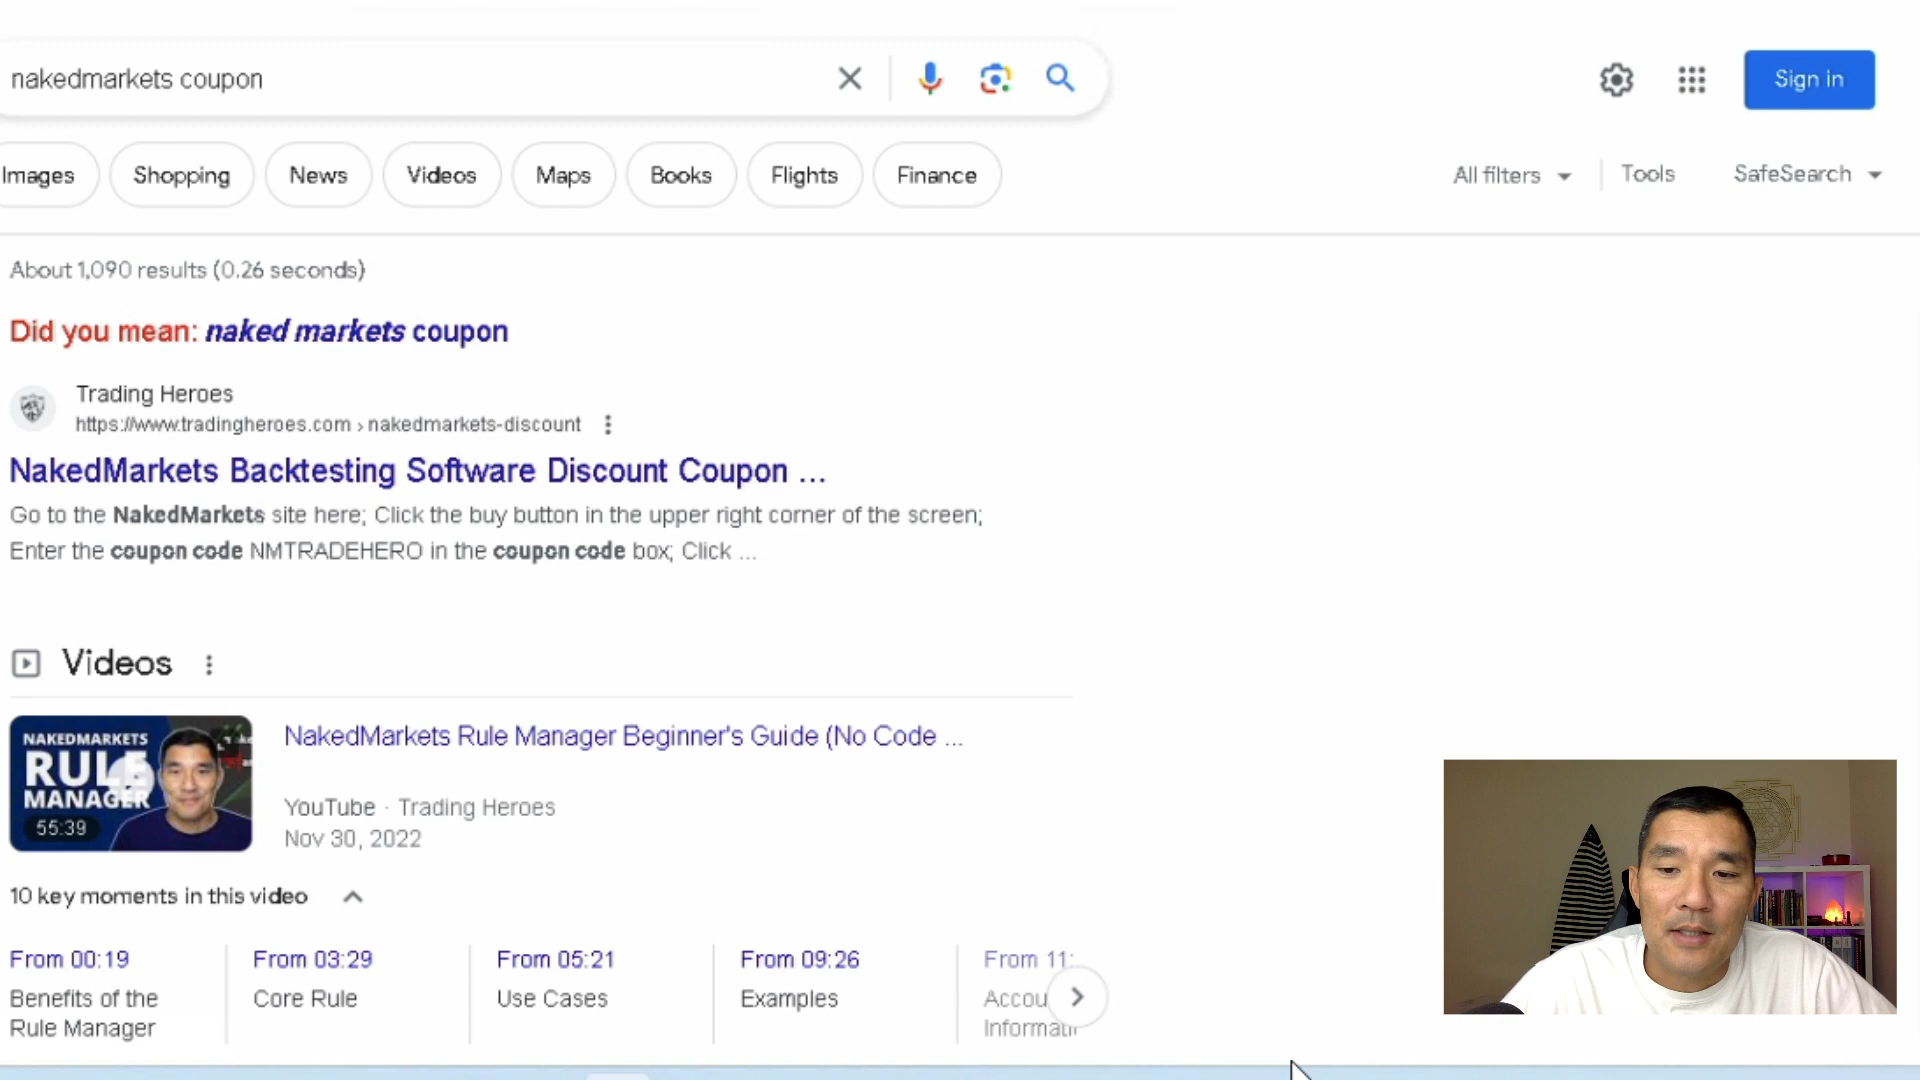 nakedmarkets coupon
Sign in
Images
Shopping
News
Videos
Maps
Books
Flights
Finance
All filters
Tools
SafeSearch
About 1,090 results (0.26 seconds)
Did you mean: naked markets coupon
Trading Heroes
https://www.tradingheroes.com › nakedmarkets-discount
NakedMarkets Backtesting Software Discount Coupon ...
Go to the NakedMarkets site here; Click the buy button in the upper right corner of the screen;
Enter the coupon code NMTRADEHERO in the coupon code box; Click ...
Videos
NAKEDMARKETS
RULE
MANAGER
55:39
NakedMarkets Rule Manager Beginner's Guide (No Code ...
YouTube · Trading Heroes
Nov 30, 2022
10 key moments in this video
From 00:19
Benefits of the
Rule Manager
From 03:29
Core Rule
From 05:21
Use Cases
From 09:26
Examples
From 11: